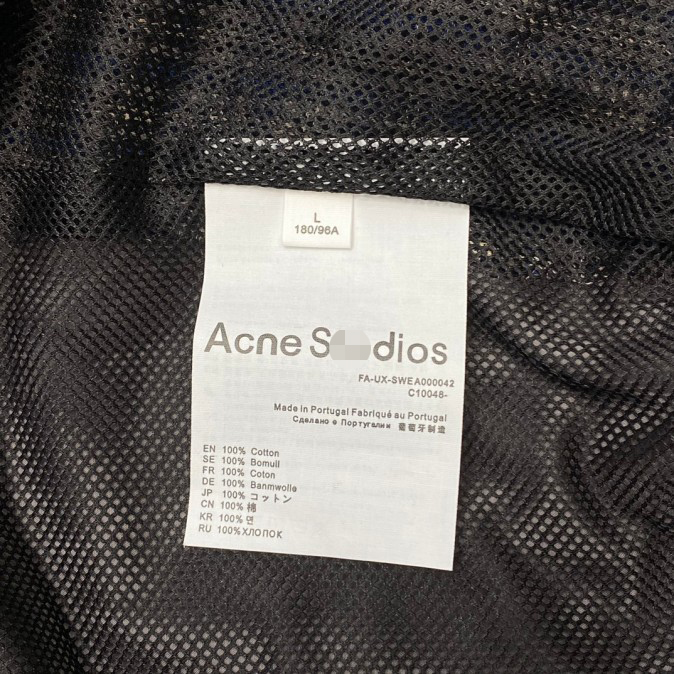 L
180/96A
Acne S dios
FA-UX-SWEA000042
C10048-
Made in Portugal Fabriqué au Portugal
Сделано в Португалии 葡萄牙制造
EN 100% Cotton
SE 100% Bomull
FR 100% Coton
DE 100% Banmwolle
JP 100% コットン
CN 100% 棉
KR 100% 면
RU 100% ХЛОПОК